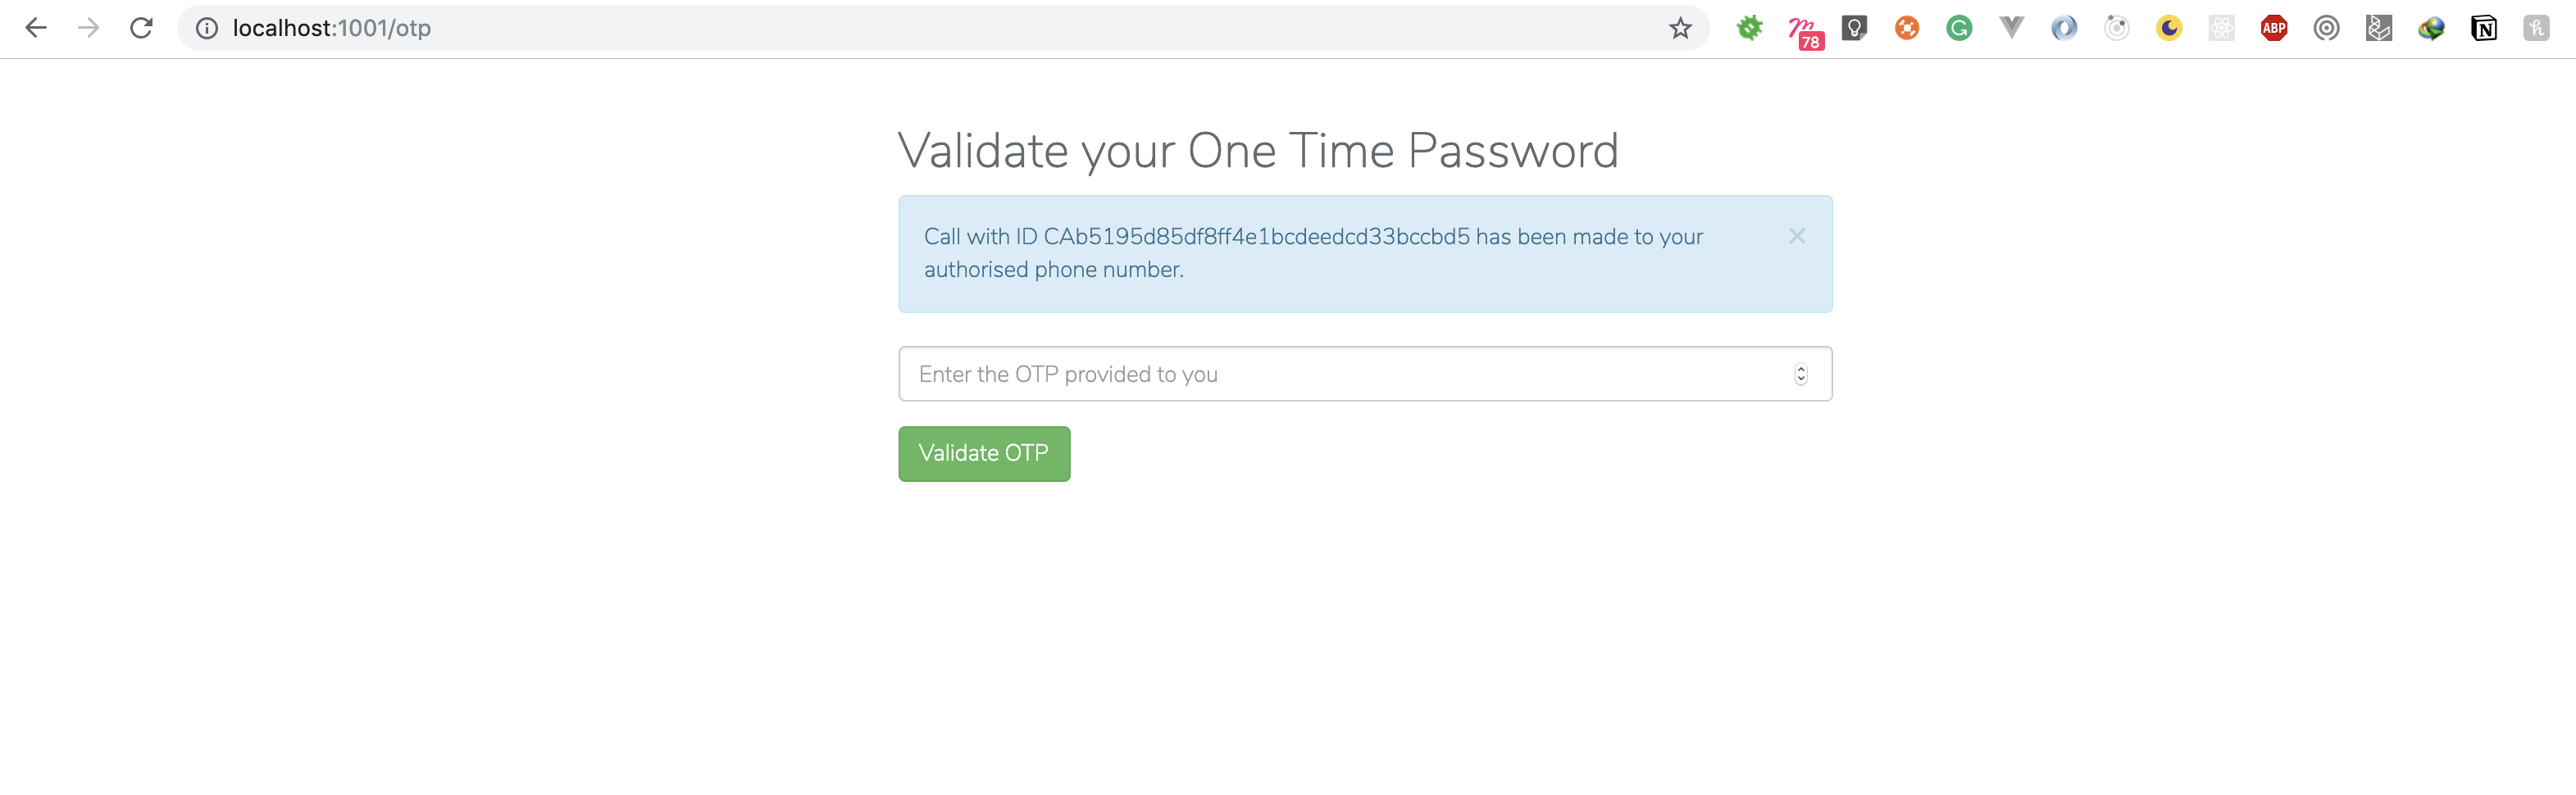 localhost:1001/otp
78
ABP
Validate your One Time Password
Call with ID CAb5195d85df8ff4e1bcdeedcd33bccbd5 has been made to your
authorised phone number.
Enter the OTP provided to you
Validate OTP